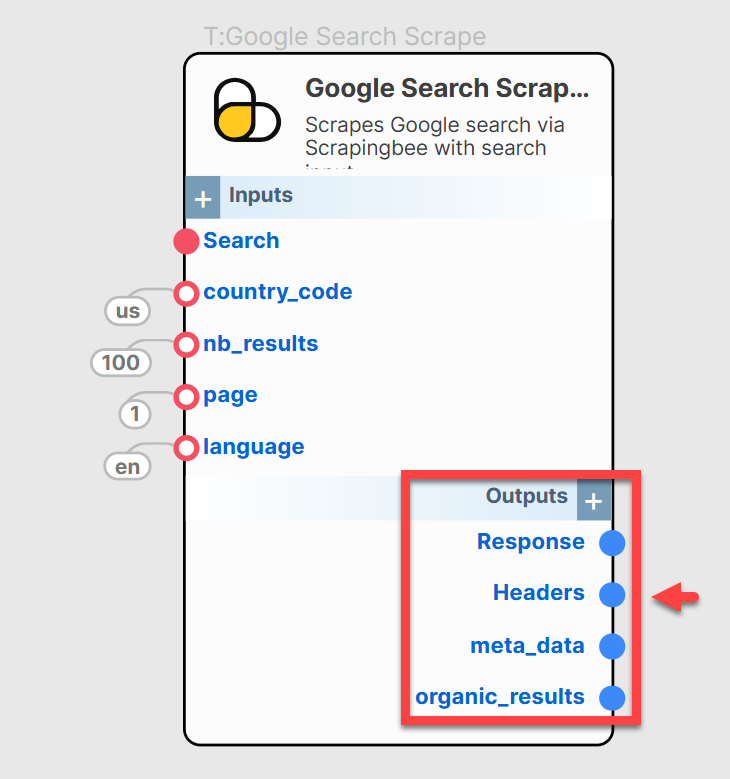 T:Google Search Scrape
Google Search Scrap...
Scrapes Google search via
Scrapingbee with search
+ Inputs
Search
country_code
us
nb_results
100
page
1
language
en
Outputs +
Response
Headers
meta_data
organic_results